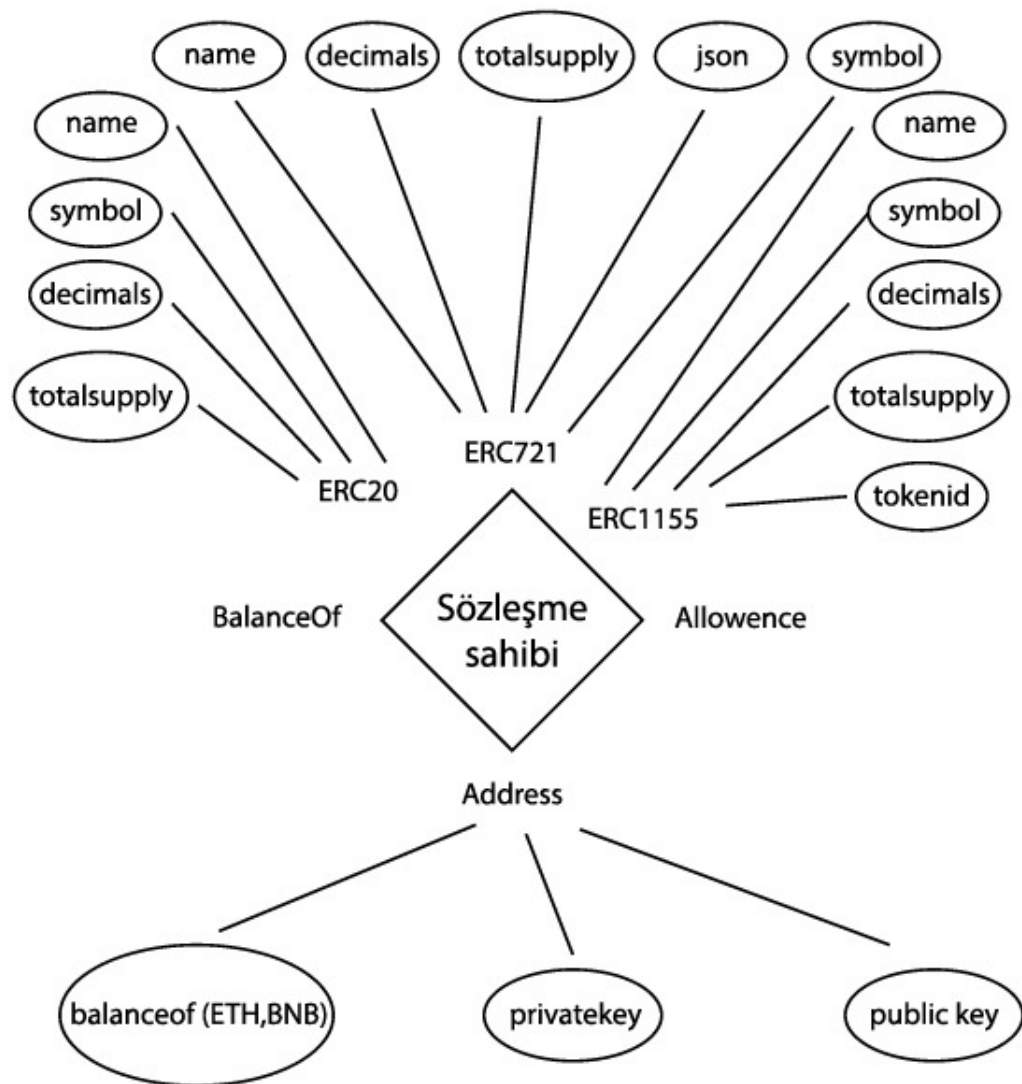 name
decimals
totalsupply
json
symbol
name
name
symbol
symbol
decimals
decimals
totalsupply
totalsupply
ERC721
ERC20
tokenid
ERC1155
BalanceOf
Sözleşme
sahibi
Allowence
Address
balanceof (ETH,BNB)
privatekey
public key